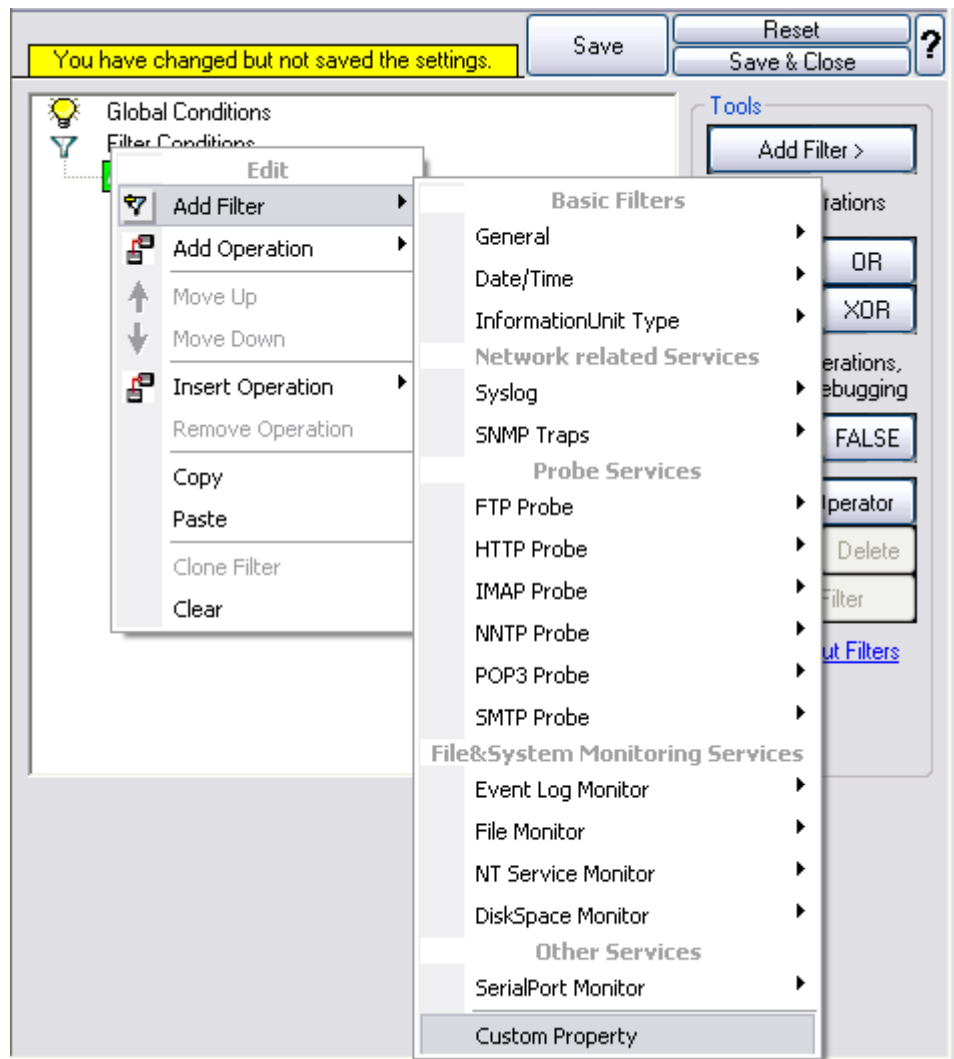 You have changed but not saved the settings.
Save
Reset
Save & Close
?
Global Conditions
Filter Conditions
Tools
Add Filter >
rations
OR
XOR
erations,
ebugging
FALSE
perator
Delete
Filter
ut Filters
Edit
Add Filter
Add Operation
Move Up
Move Down
Insert Operation
Remove Operation
Copy
Paste
Clone Filter
Clear
Basic Filters
General
Date/Time
InformationUnit Type
Network related Services
Syslog
SNMP Traps
Probe Services
FTP Probe
HTTP Probe
IMAP Probe
NNTP Probe
POP3 Probe
SMTP Probe
File&System Monitoring Services
Event Log Monitor
File Monitor
NT Service Monitor
DiskSpace Monitor
Other Services
SerialPort Monitor
Custom Property